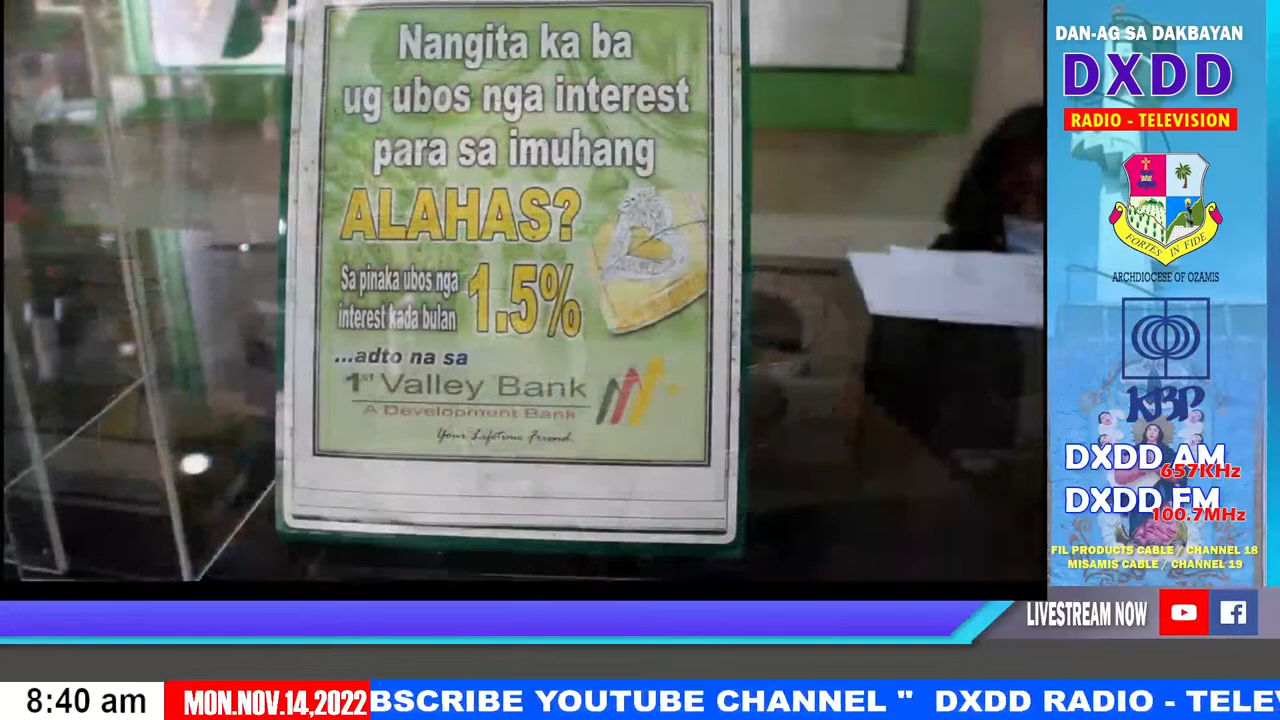 Nangita ka ba
ug ubos nga interest
para sa imuhang
ALAHAS?
Sa pinaka ubos nga
interest kada bulan
1.5%
...adto na sa
1st Valley Bank
A Development Bank
Your Lifetime Friend
DAN-AG SA DAKBAYAN
DXDD
RADIO - TELEVISION
FORTES IN FIDE
ARCHDIOCESE OF OZAMIS
KBP
DXDD AM
657KHz
DXDD FM
100.7MHz
FIL PRODUCTS CABLE / CHANNEL 18
MISAMIS CABLE / CHANNEL 19
LIVESTREAM NOW
8:40 am
MON.NOV.14,2022
BSCRIBE YOUTUBE CHANNEL " DXDD RADIO - TELE